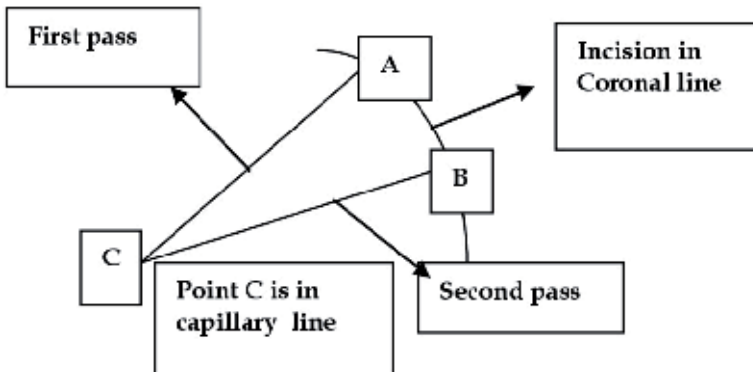 First pass
A
Incision in
Coronal line
B
C
Point C is in
capillary line
Second pass